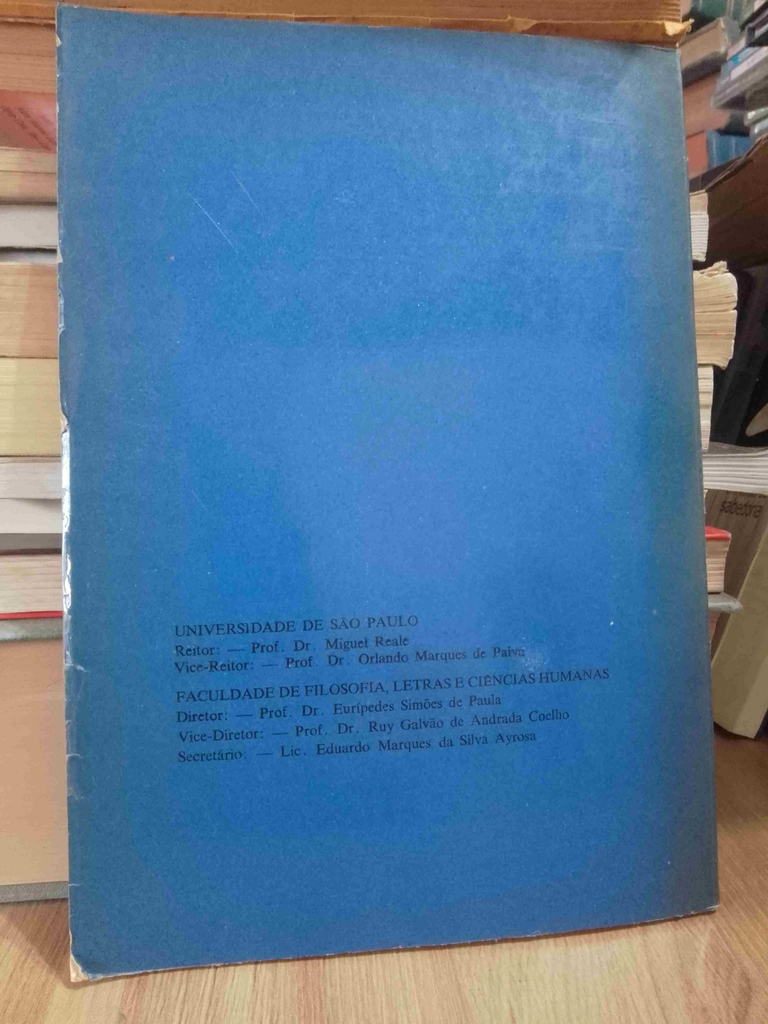 UNIVERSIDADE DE SÃO PAULO
Reitor: — Prof. Dr. Miguel Reale
Vice-Reitor: — Prof. Dr. Orlando Marques de Paiva
FACULDADE DE FILOSOFIA, LETRAS E CIÊNCIAS HUMANAS
Diretor: — Prof. Dr. Eurípedes Simões de Paula
Vice-Diretor: — Prof. Dr. Ruy Galvão de Andrada Coelho
Secretário: — Lic. Eduardo Marques da Silva Ayrosa
sabedoria